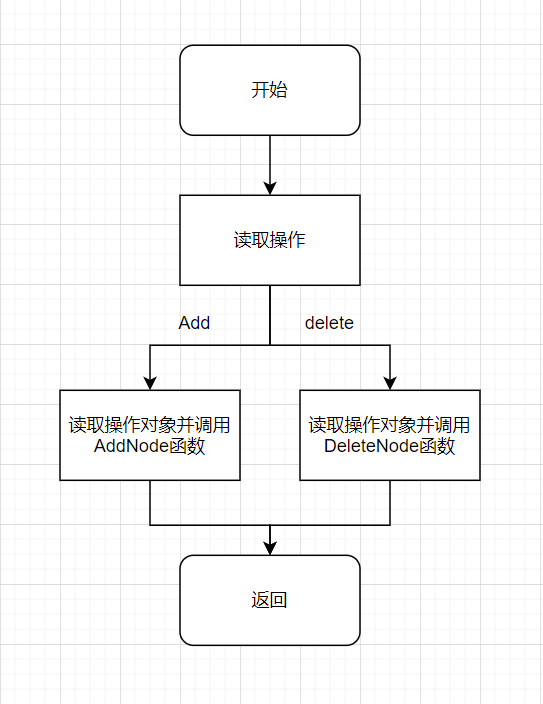 开始
读取操作
Add
delete
读取操作对象并调用
AddNode函数
读取操作对象并调用
DeleteNode函数
返回